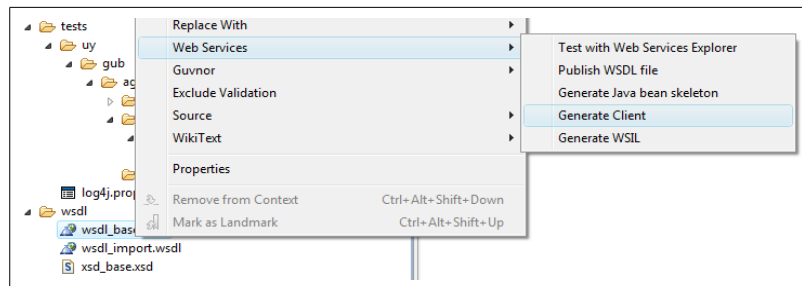 tests
uy
gub
ag
log4j.prop
wsdl
wsdl_base
wsdl_import.wsdl
xsd_base.xsd
Replace With
Web Services
Guvnor
Exclude Validation
Source
WikiText
Properties
Remove from Context Ctrl+Alt+Shift+Down
Mark as Landmark Ctrl+Alt+Shift+Up
Test with Web Services Explorer
Publish WSDL file
Generate Java bean skeleton
Generate Client
Generate WSIL